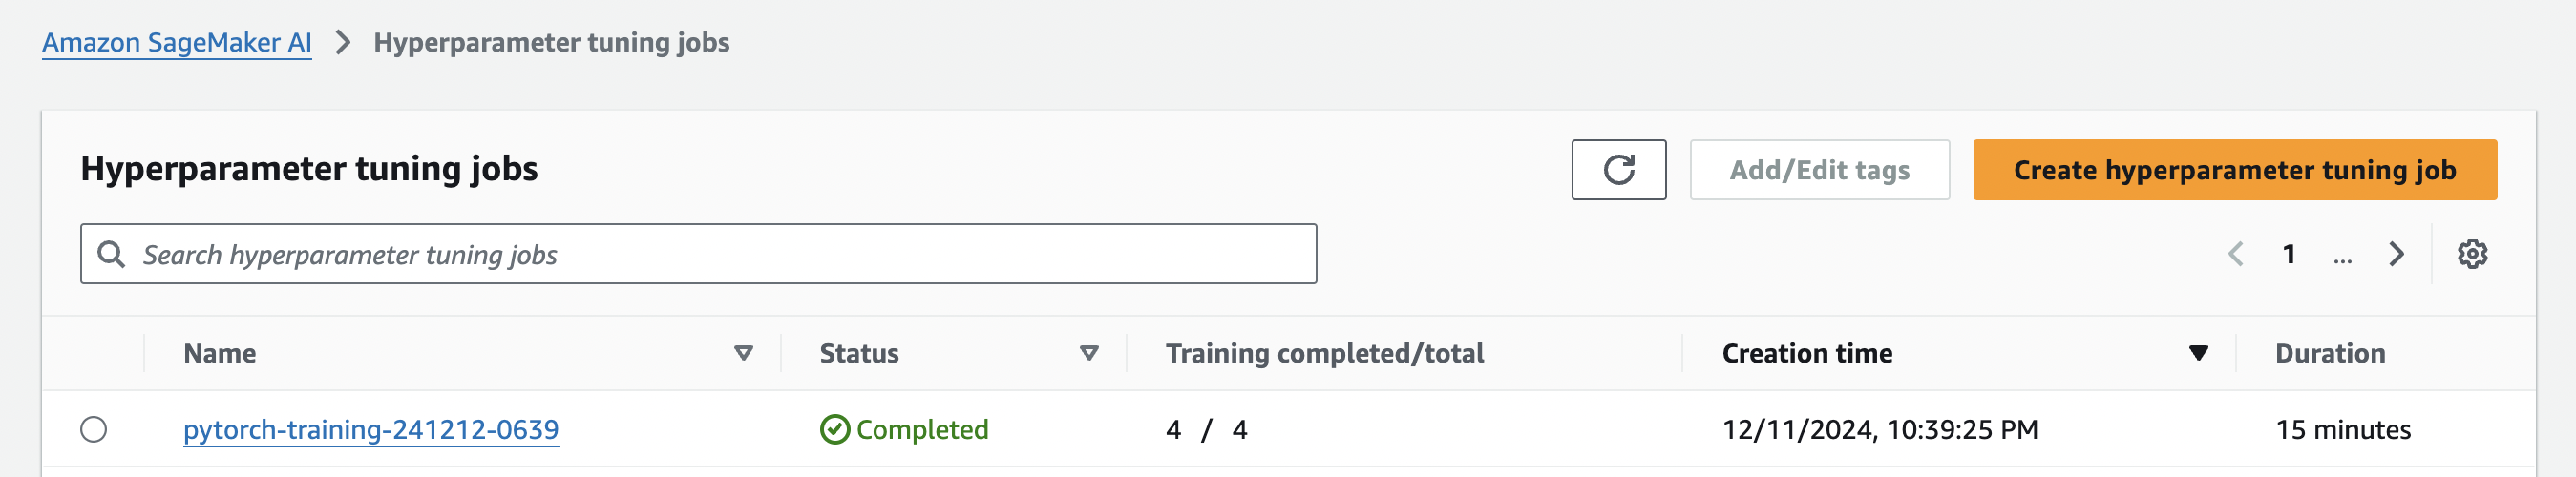 Amazon SageMaker AI > Hyperparameter tuning jobs
Hyperparameter tuning jobs
Add/Edit tags
Create hyperparameter tuning job
Search hyperparameter tuning jobs
1 ...
Name Status Training completed/total Creation time Duration
pytorch-training-241212-0639 Completed 4 / 4 12/11/2024, 10:39:25 PM 15 minutes